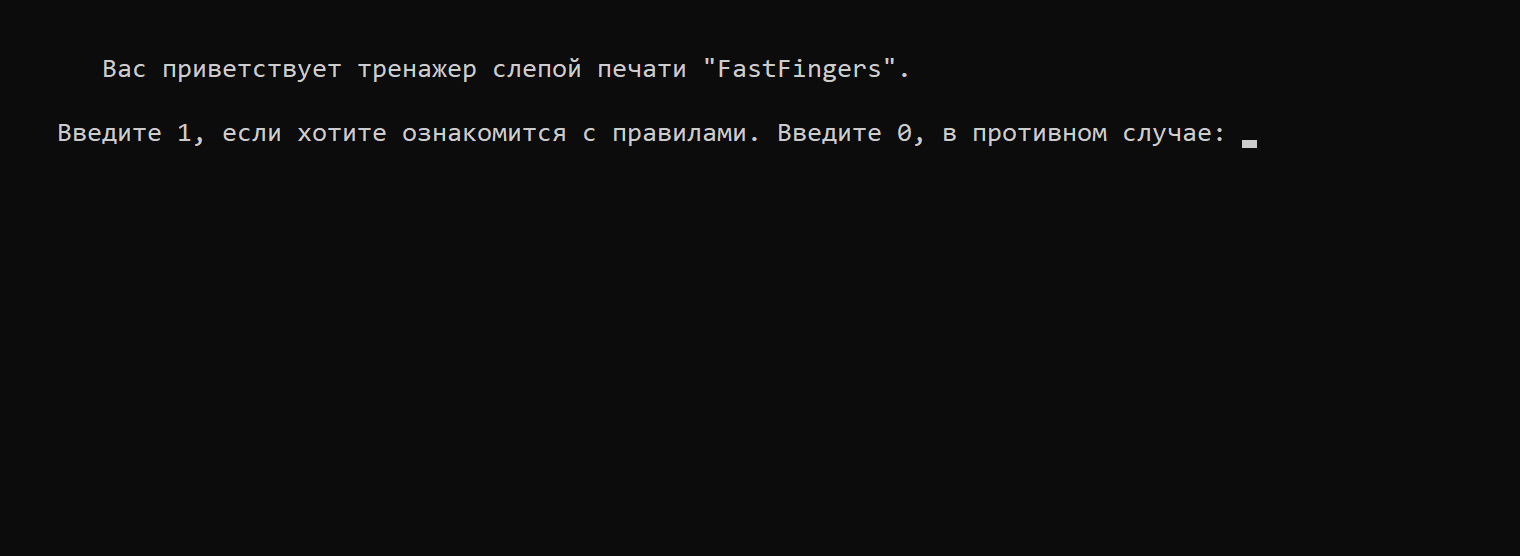 Вас приветствует тренажер слепой печати "FastFingers".
Введите 1, если хотите ознакомится с правилами. Введите 0, в противном случае: